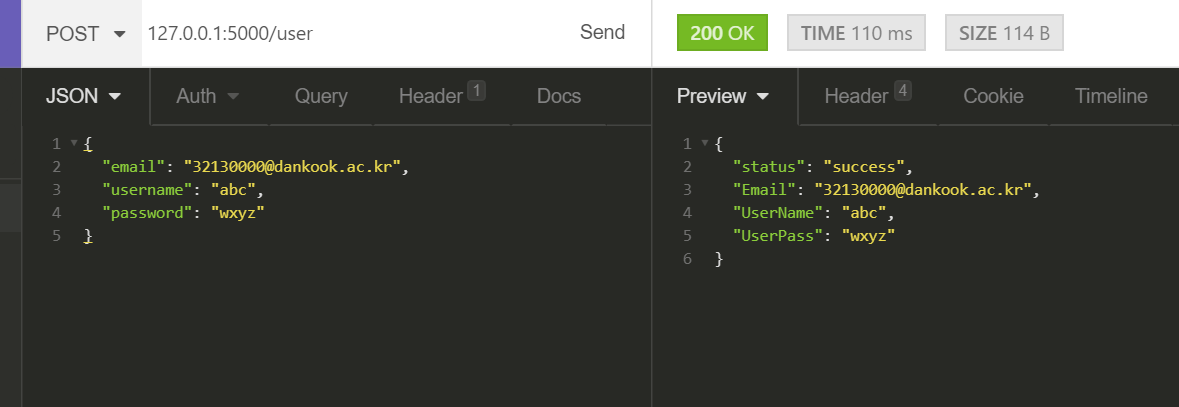 POST 127.0.0.1:5000/user Send
200 OK TIME 110 ms SIZE 114 B
JSON Auth Query Header 1 Docs
1 {
2 "email": "32130000@dankook.ac.kr",
3 "username": "abc",
4 "password": "wxyz"
5 }
Preview Header 4 Cookie Timeline
1 {
2 "status": "success",
3 "Email": "32130000@dankook.ac.kr",
4 "UserName": "abc",
5 "UserPass": "wxyz"
6 }